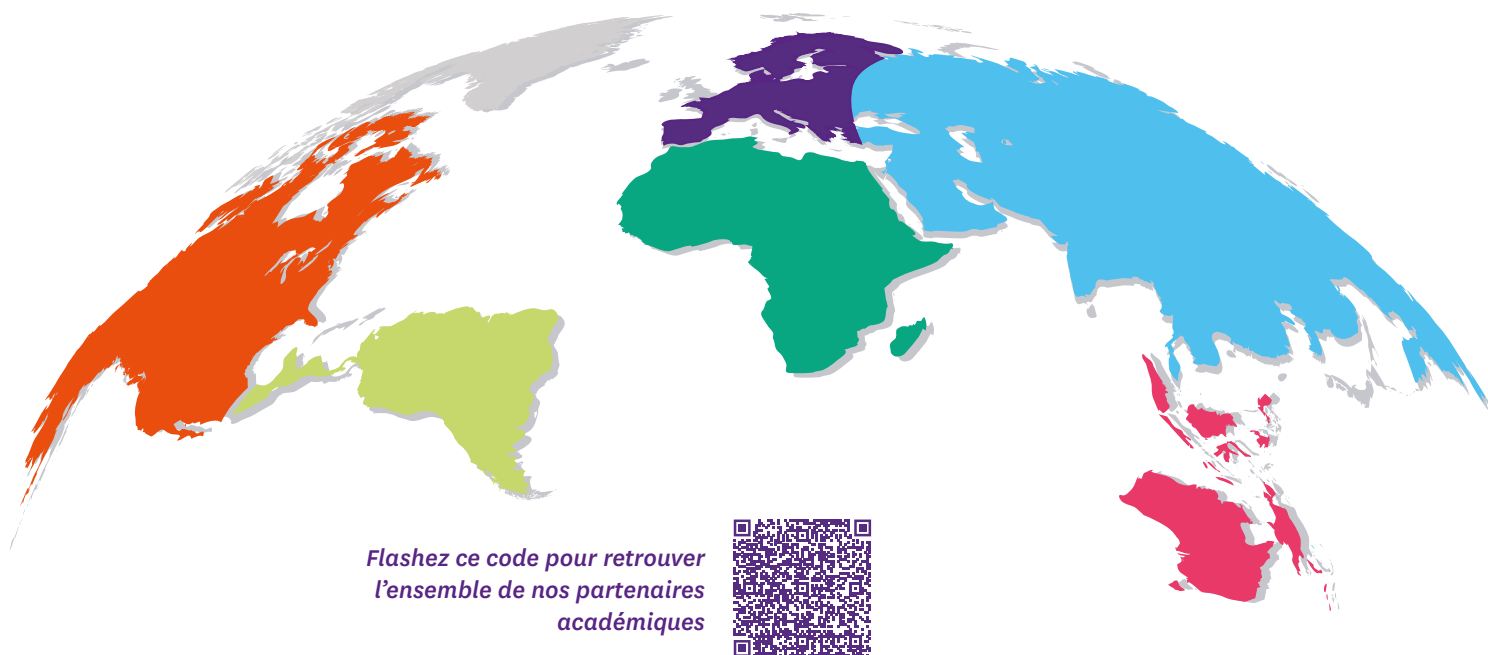 Flashez ce code pour retrouver
l’ensemble de nos partenaires
académiques